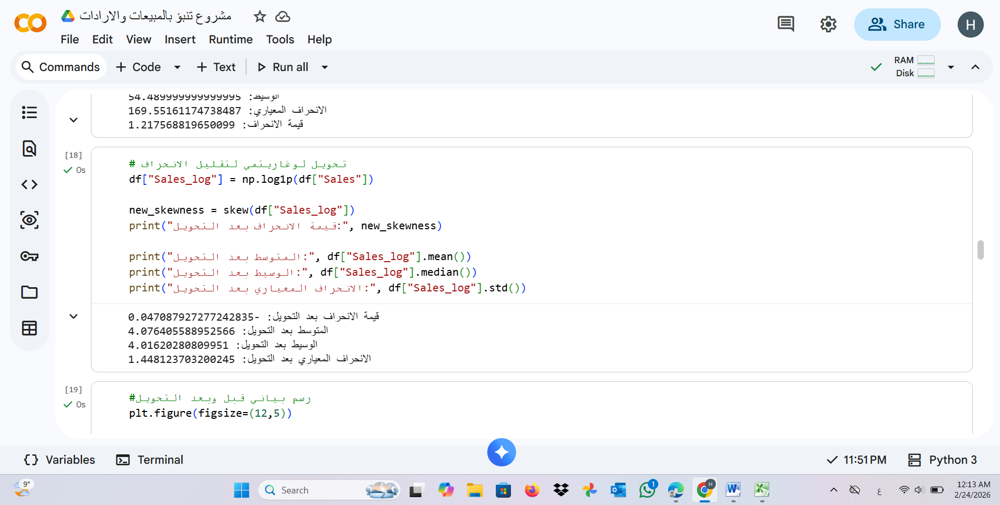 مشروع تنبؤ بالمبيعات والارادات
File Edit View Insert Runtime Tools Help
Share
H
Commands + Code + Text Run all
RAM
Disk
الوسيط: 54.489999999999995
الانحراف المعياري: 169.55161174738487
قيمة الانحراف: 1.217568819650099
[18]
0s
# تحويل لوغاريتمي لتقليل الانحراف
df["Sales_log"] = np.log1p(df["Sales"])
new_skewness = skew(df["Sales_log"])
print("قيمة الانحراف بعد التحويل:", new_skewness)
print("المتوسط بعد التحويل:", df["Sales_log"].mean())
print("الوسيط بعد التحويل:", df["Sales_log"].median())
print("الانحراف المعياري بعد التحويل:", df["Sales_log"].std())
قيمة الانحراف بعد التحويل: -0.047087927277242835
المتوسط بعد التحويل: 4.076405588952566
الوسيط بعد التحويل: 4.01620280809951
الانحراف المعياري بعد التحويل: 1.448123703200245
[19]
0s
#رسم بياني قبل وبعد التحويل
plt.figure(figsize=(12,5))
{} Variables Terminal
11:51 PM Python 3
9°
Search
1
H
ع
12:13 AM
2/24/2026